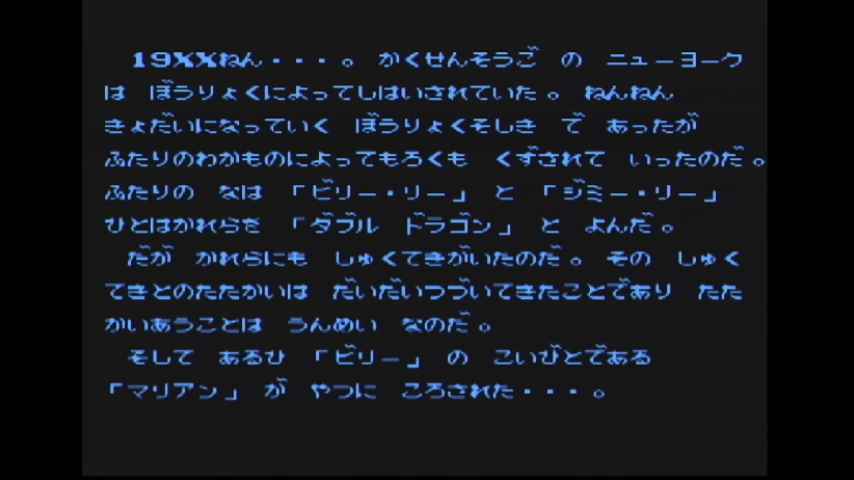 19XXねん・・・。 かくせんそうご の ニューヨーク
は ぼうりょくによってしはいされていた。 ねんねん
きょだいになっていく ぼうりょくそしき で あったが
ふたりのわかものによってもろくも くずされて いったのだ。
ふたりの なは 「ビリー・リー」 と 「ジミー・リー」
ひとはかれらを 「ダブル ドラゴン」 と よんだ。
だが かれらにも しゅくてきがいたのだ。 その しゅく
てきとのたたかいは だいだいつづいてきたことであり たた
かいあうことは うんめい なのだ。
そして あるひ 「ビリー」 の こいびとである
「マリアン」 が やつに ころされた・・・。